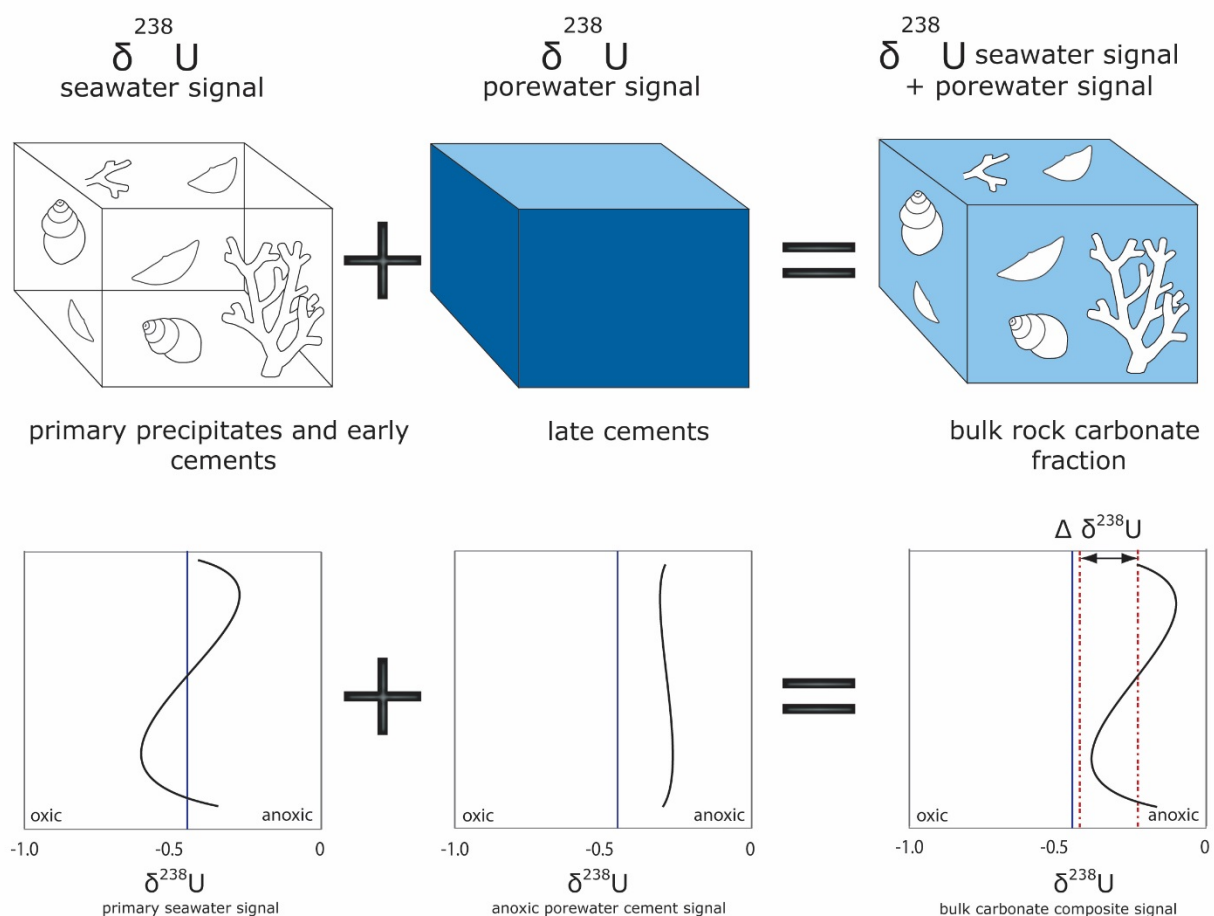 δ238U
seawater signal
δ238U
porewater signal
δ238U seawater signal
+ porewater signal
+
=
primary precipitates and early
cements
late cements
bulk rock carbonate
fraction
Δ δ238U
+
=
oxic anoxic
-1.0 -0.5 0
δ238U
primary seawater signal
oxic anoxic
-1.0 -0.5 0
δ238U
anoxic porewater cement signal
oxic anoxic
-1.0 -0.5 0
δ238U
bulk carbonate composite signal